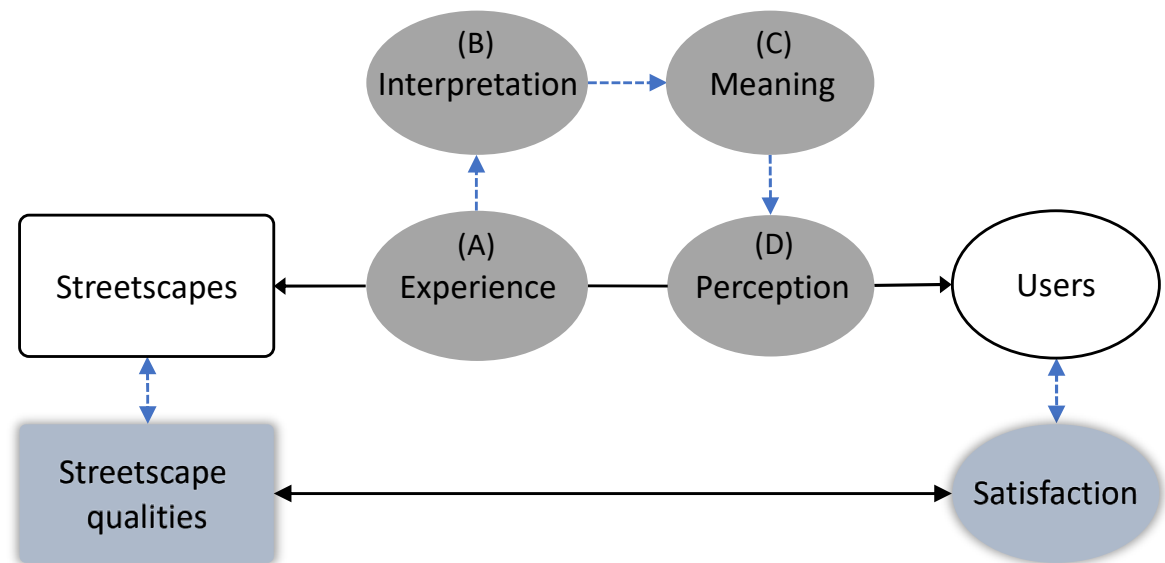 (B)
Interpretation
(C)
Meaning
Streetscapes
(A)
Experience
(D)
Perception
Users
Streetscape
qualities
Satisfaction